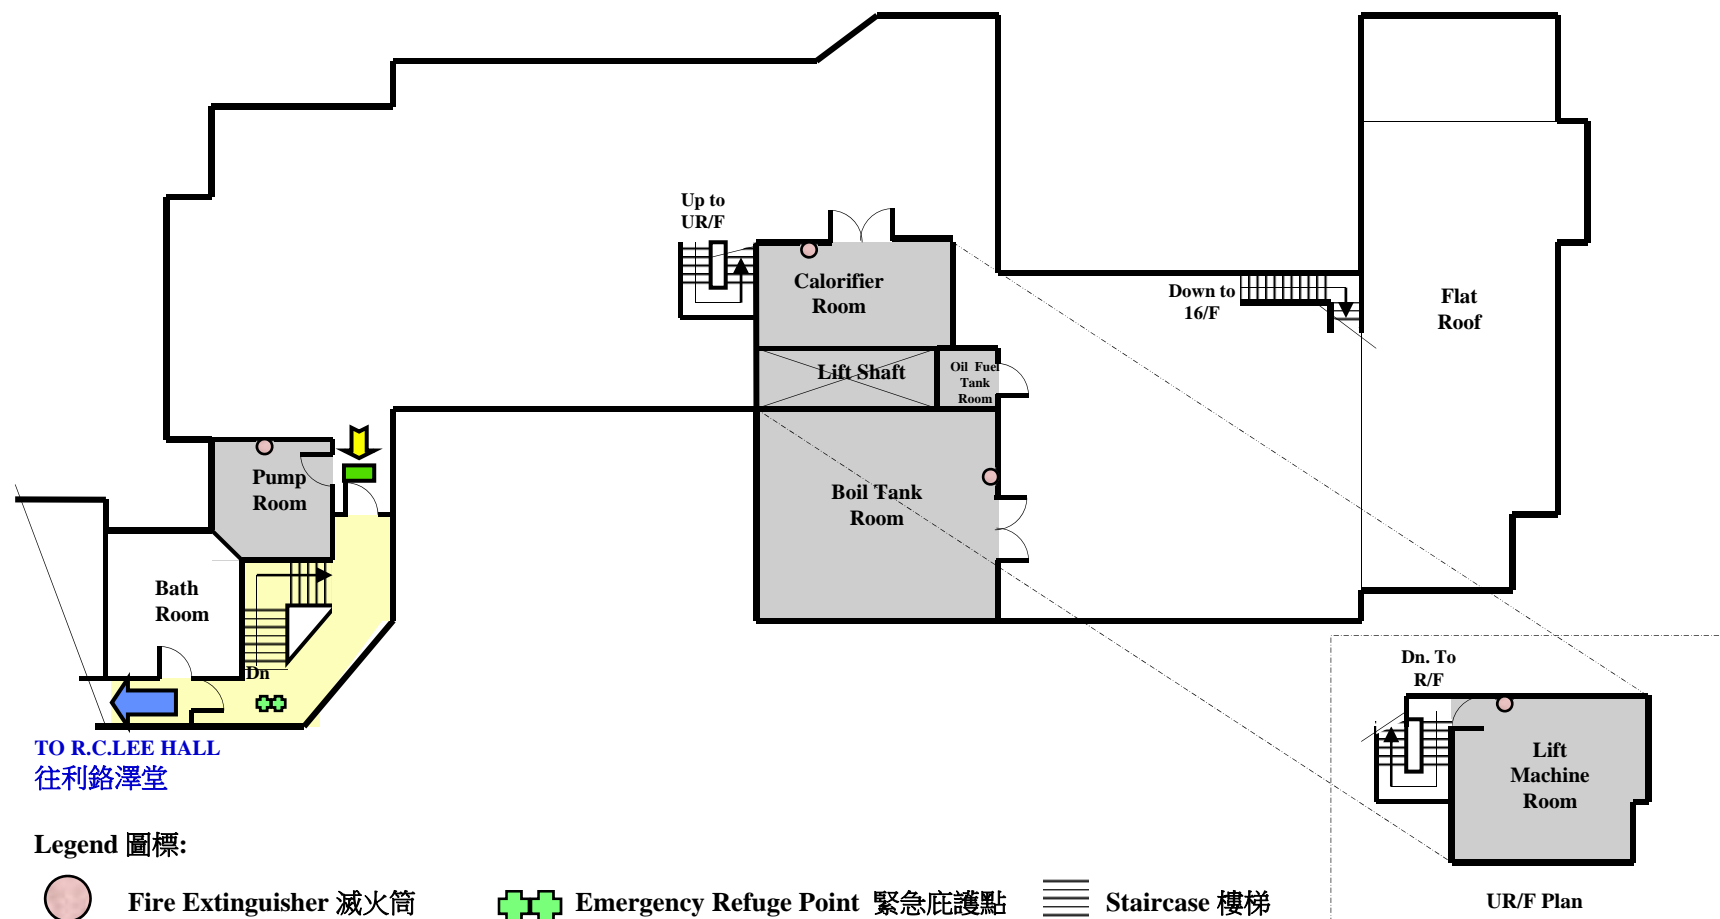 Up to
UR/F
Calorifier
Room
Down to
16/F
Flat
Roof
Lift Shaft
Oil Fuel
Tank
Room
Pump
Room
Boil Tank
Room
Bath
Room
Dn
TO R.C.LEE HALL
往利銘澤堂
Dn. To
R/F
Lift
Machine
Room
Legend 圖標:
Fire Extinguisher 滅火筒
Emergency Refuge Point 緊急庇護點
Staircase 樓梯
UR/F Plan